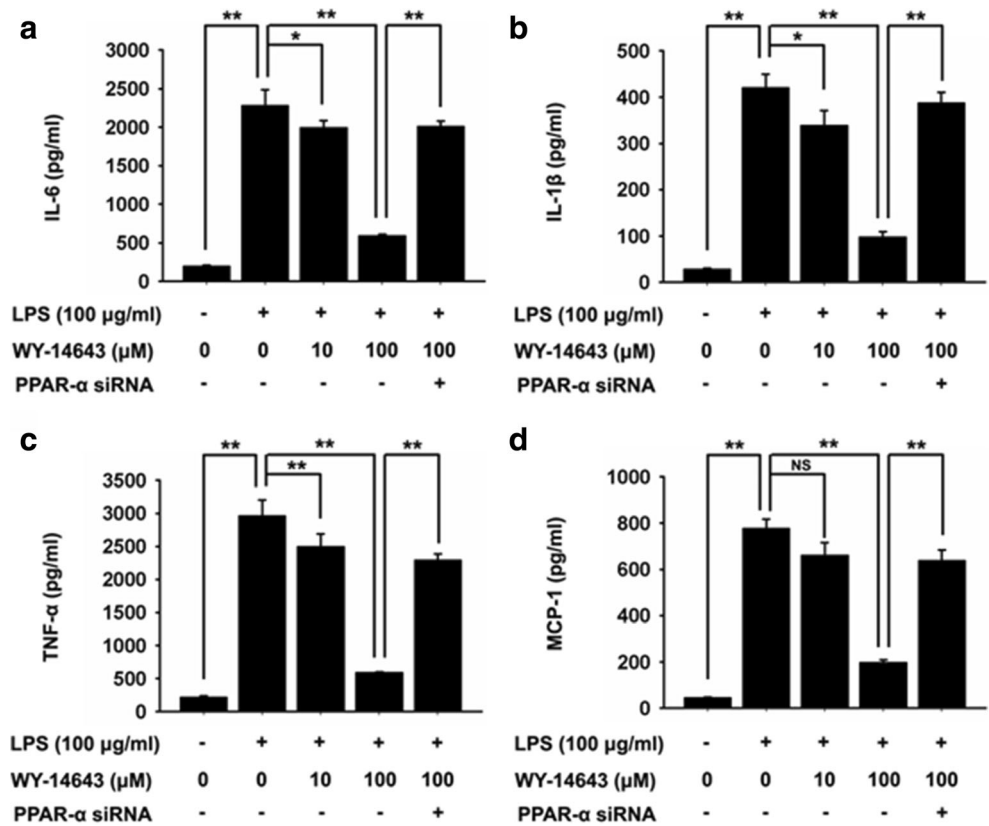 a
** ** **
*
3000
2500
2000
1500
1000
500
0
IL-6 (pg/ml)
LPS (100 µg/ml) - + + + +
WY-14643 (µM) 0 0 10 100 100
PPAR-α siRNA - - - - +
b
** ** **
*
500
400
300
200
100
0
IL-1β (pg/ml)
LPS (100 µg/ml) - + + + +
WY-14643 (µM) 0 0 10 100 100
PPAR-α siRNA - - - - +
c
** ** **
**
3500
3000
2500
2000
1500
1000
500
0
TNF-α (pg/ml)
LPS (100 µg/ml) - + + + +
WY-14643 (µM) 0 0 10 100 100
PPAR-α siRNA - - - - +
d
** ** **
NS
1000
800
600
400
200
0
MCP-1 (pg/ml)
LPS (100 µg/ml) - + + + +
WY-14643 (µM) 0 0 10 100 100
PPAR-α siRNA - - - - +